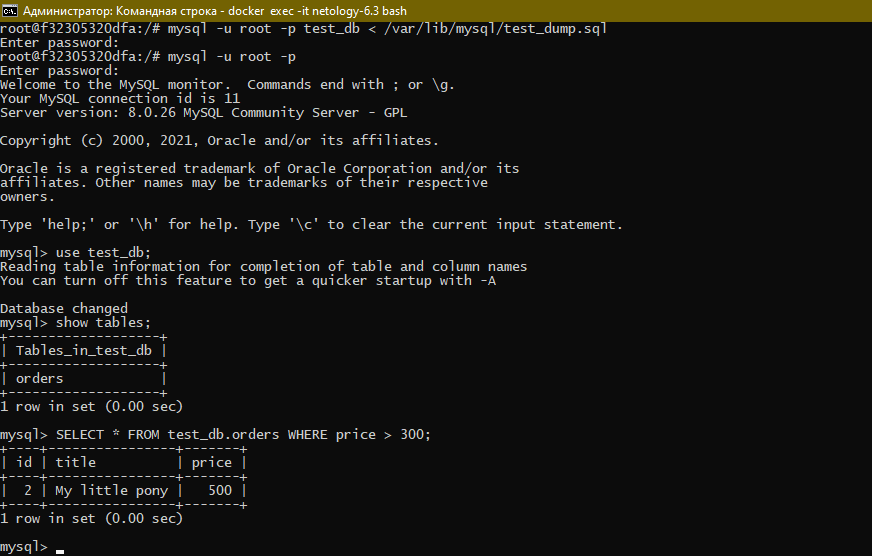 Администратор: Командная строка - docker exec -it netology-6.3 bash
root@f32305320dfa:/# mysql -u root -p test_db < /var/lib/mysql/test_dump.sql
Enter password:
root@f32305320dfa:/# mysql -u root -p
Enter password:
Welcome to the MySQL monitor.  Commands end with ; or \g.
Your MySQL connection id is 11
Server version: 8.0.26 MySQL Community Server - GPL
Copyright (c) 2000, 2021, Oracle and/or its affiliates.
Oracle is a registered trademark of Oracle Corporation and/or its
affiliates. Other names may be trademarks of their respective
owners.
Type 'help;' or '\h' for help. Type '\c' to clear the current input statement.
mysql> use test_db;
Reading table information for completion of table and column names
You can turn off this feature to get a quicker startup with -A
Database changed
mysql> show tables;
+-------------------+
| Tables_in_test_db |
+-------------------+
| orders            |
+-------------------+
1 row in set (0.00 sec)
mysql> SELECT * FROM test_db.orders WHERE price > 300;
+----+----------------+-------+
| id | title          | price |
+----+----------------+-------+
|  2 | My little pony |   500 |
+----+----------------+-------+
1 row in set (0.00 sec)
mysql>